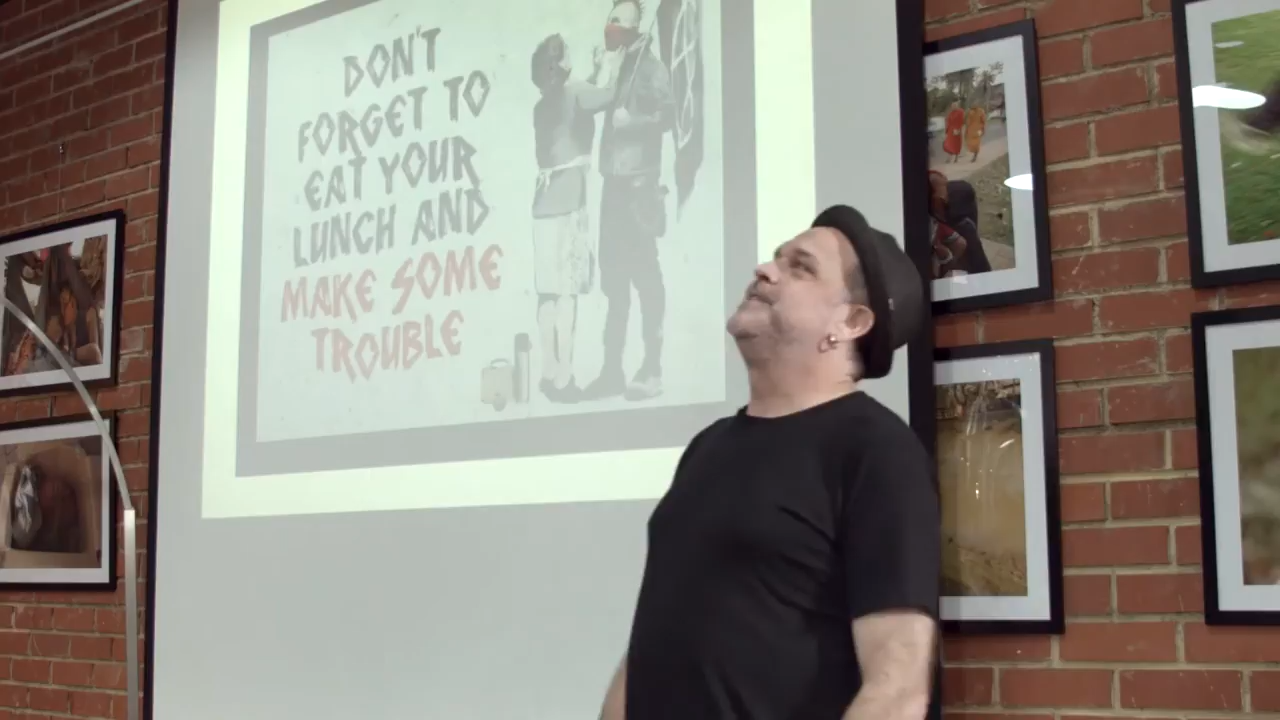 DON'T
FORGET TO
EAT YOUR
LUNCH AND
MAKE SOME
TROUBLE